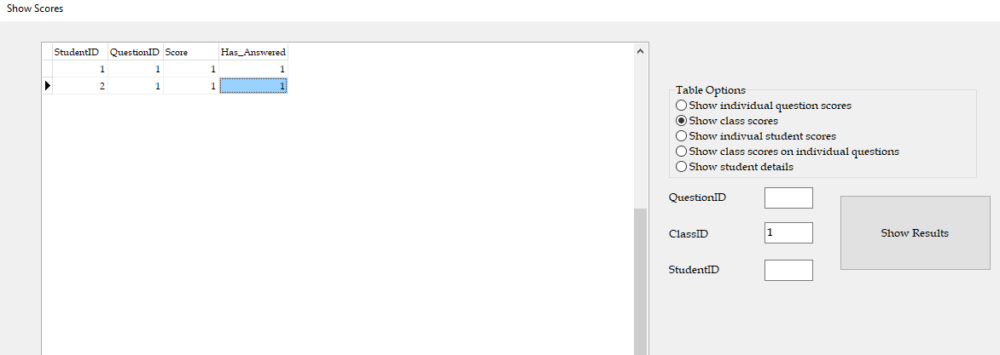 Show Scores
StudentID QuestionID Score Has_Answered
1 1 1 1
2 1 1 1
Table Options
Show individual question scores
Show class scores
Show indivual student scores
Show class scores on individual questions
Show student details
QuestionID
ClassID 1
Show Results
StudentID